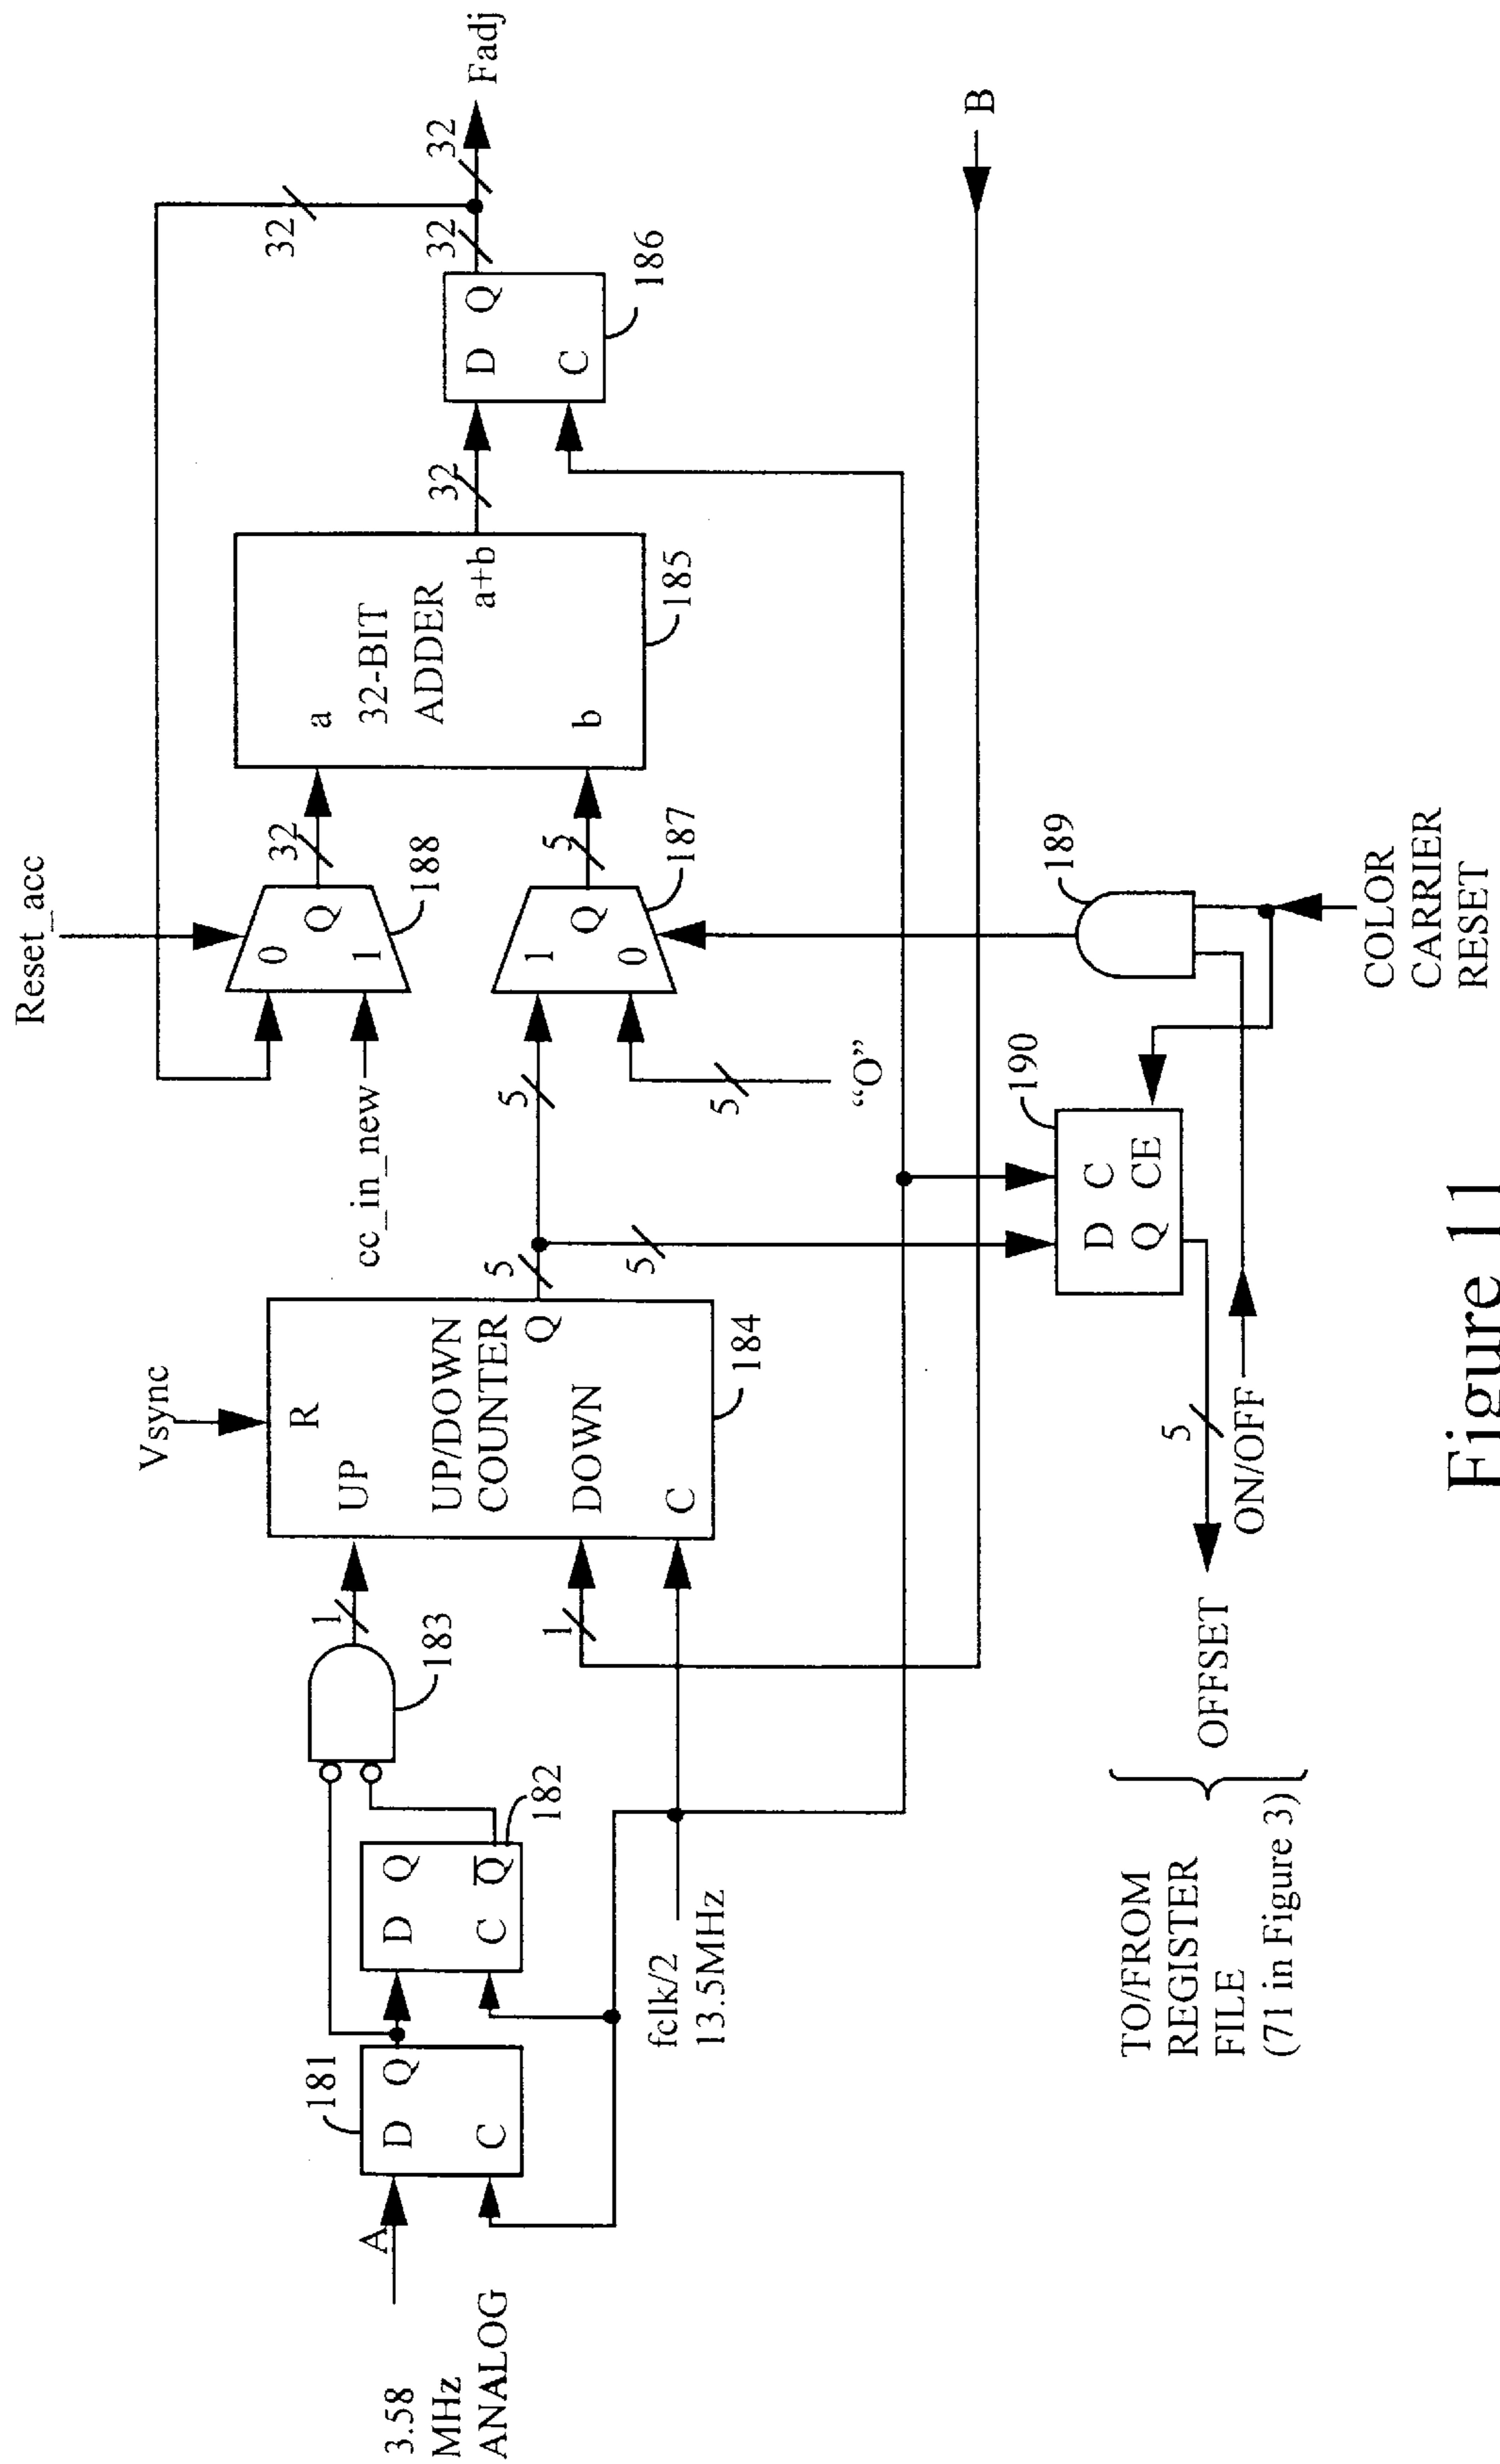 3.58
MHz
ANALOG
A
181
D Q
C
182
D Q
C Q
183
1
fclk/2
13.5MHz
Vsync
R
UP
UP/DOWN
COUNTER
Q
DOWN
C
1
184
5
5
5
cc_in_new
Reset_acc
0
Q
1
188
32
1
Q
0
187
5
5
"O"
a
32-BIT
ADDER
a+b
b
185
32
D Q
C
186
32
32
32
Fadj
B
189
190
D C
Q CE
COLOR
CARRIER
RESET
5
ON/OFF
OFFSET
TO/FROM
REGISTER
FILE
(71 in Figure 3)
Figure 11